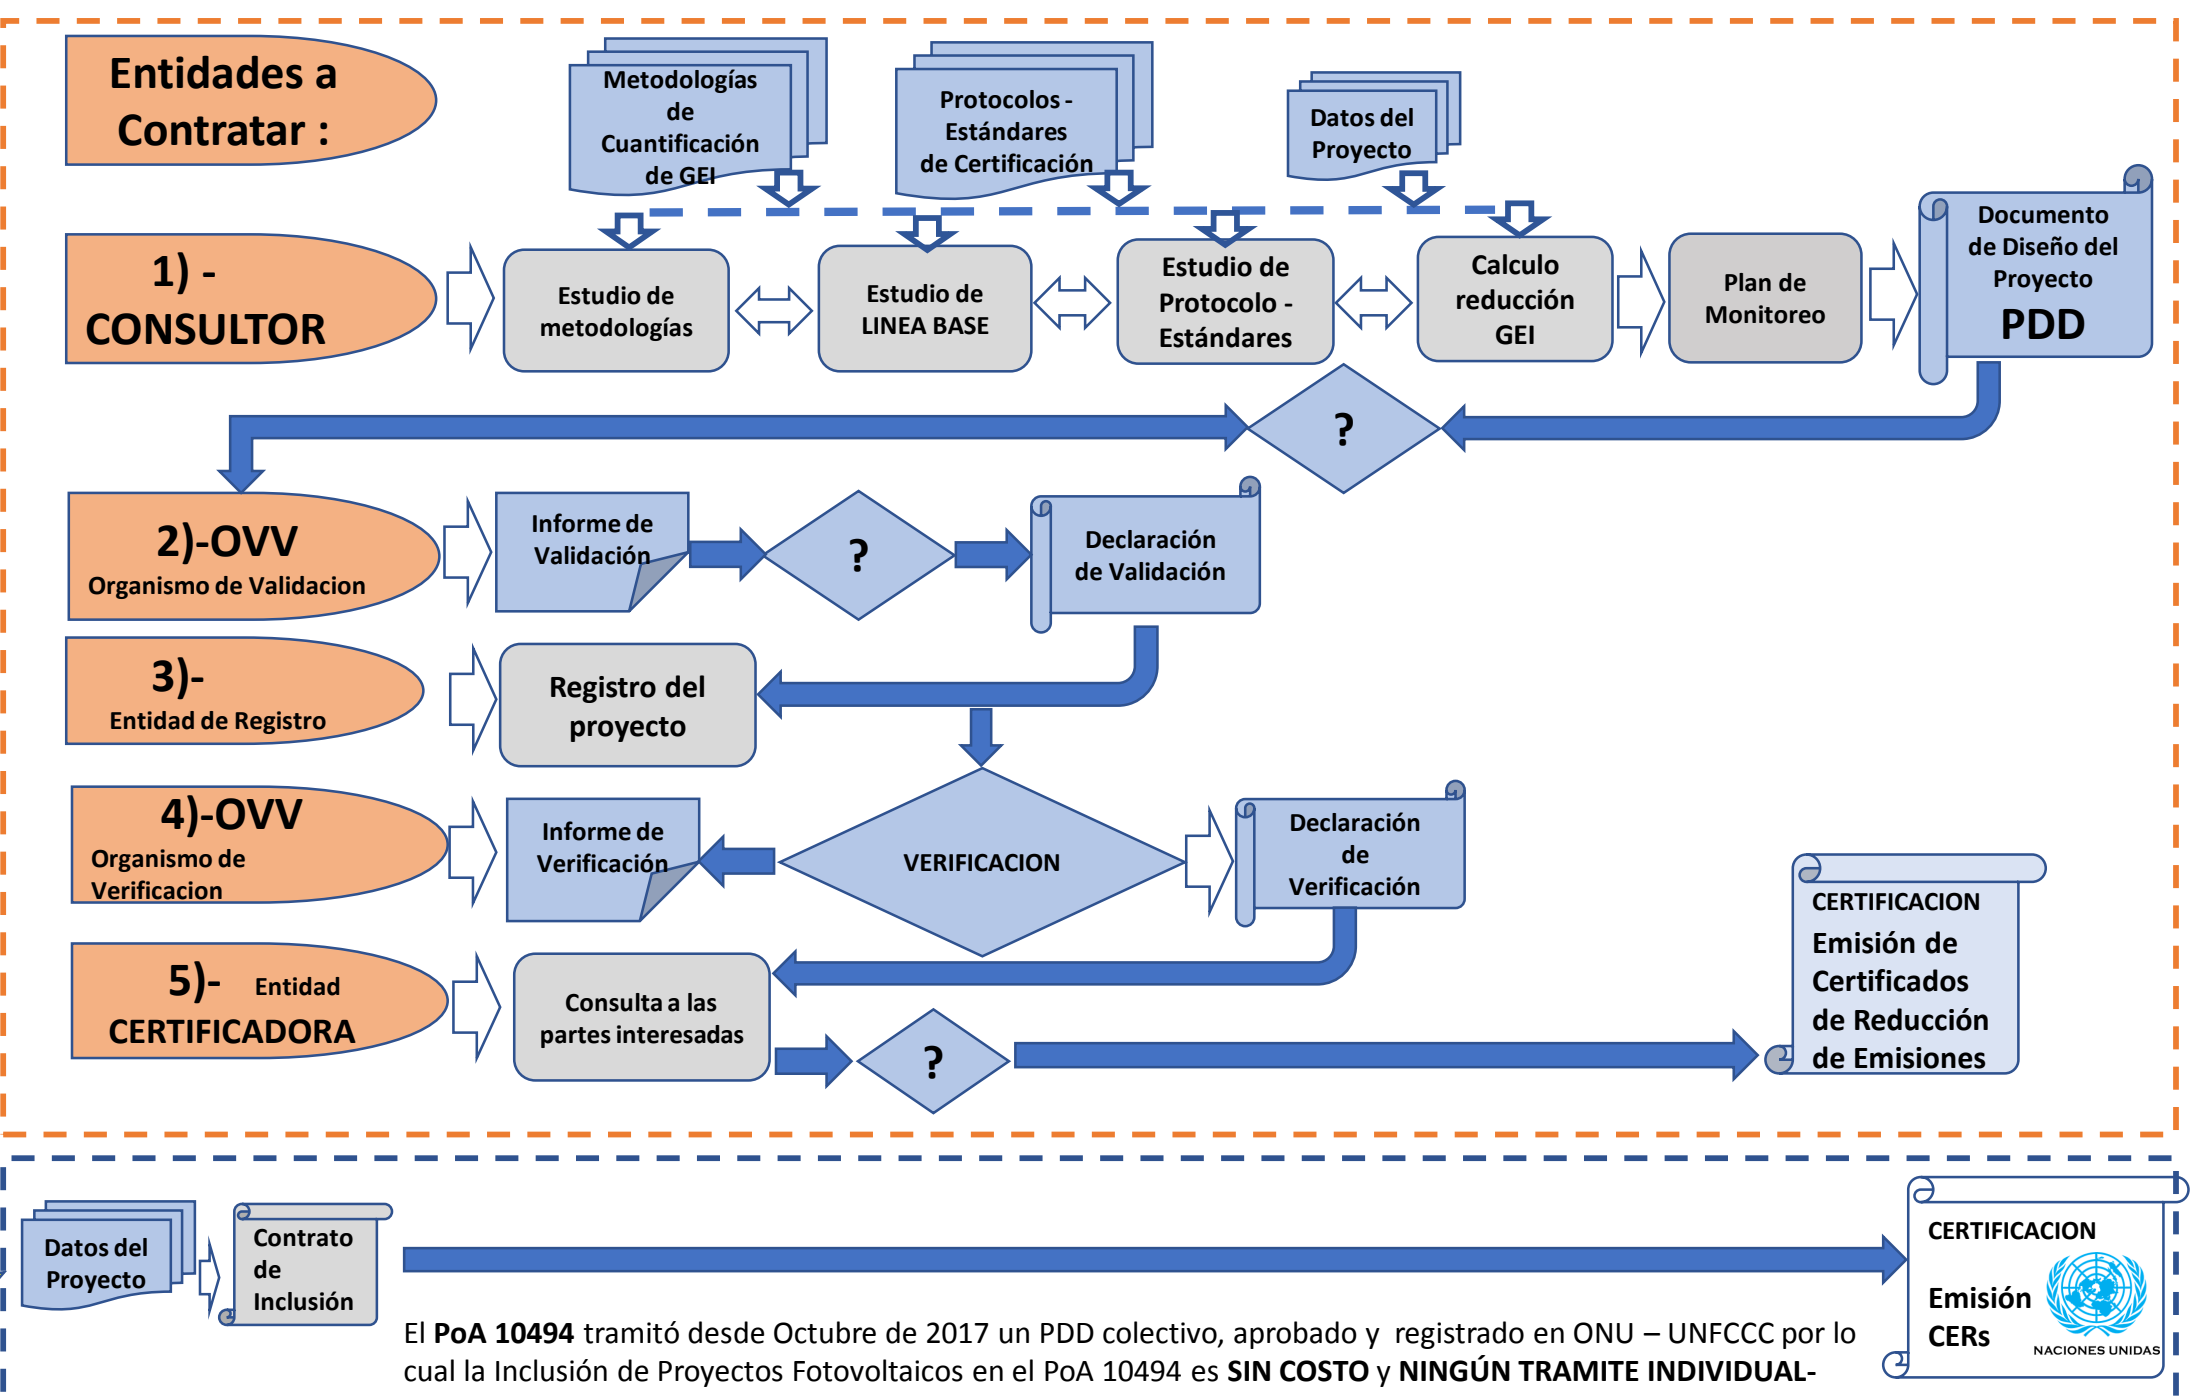 Entidades a
Contratar :
Metodologías
de
Cuantificación
de GEI
Protocolos -
Estándares
de Certificación
Datos del
Proyecto
1) -
CONSULTOR
Estudio de
metodologías
Estudio de
LINEA BASE
Estudio de
Protocolo -
Estándares
Calculo
reducción
GEI
Plan de
Monitoreo
Documento
de Diseño del
Proyecto
PDD
?
2)-OVV
Organismo de Validacion
Informe de
Validación
?
Declaración
de Validación
3)-
Entidad de Registro
Registro del
proyecto
4)-OVV
Organismo de
Verificacion
Informe de
Verificación
VERIFICACION
Declaración
de
Verificación
5)- Entidad
CERTIFICADORA
Consulta a las
partes interesadas
?
CERTIFICACION
Emisión de
Certificados
de Reducción
de Emisiones
Datos del
Proyecto
Contrato
de
Inclusión
CERTIFICACION
Emisión
CERs
NACIONES UNIDAS
El PoA 10494 tramitó desde Octubre de 2017 un PDD colectivo, aprobado y registrado en ONU – UNFCCC por lo
cual la Inclusión de Proyectos Fotovoltaicos en el PoA 10494 es SIN COSTO y NINGÚN TRAMITE INDIVIDUAL-